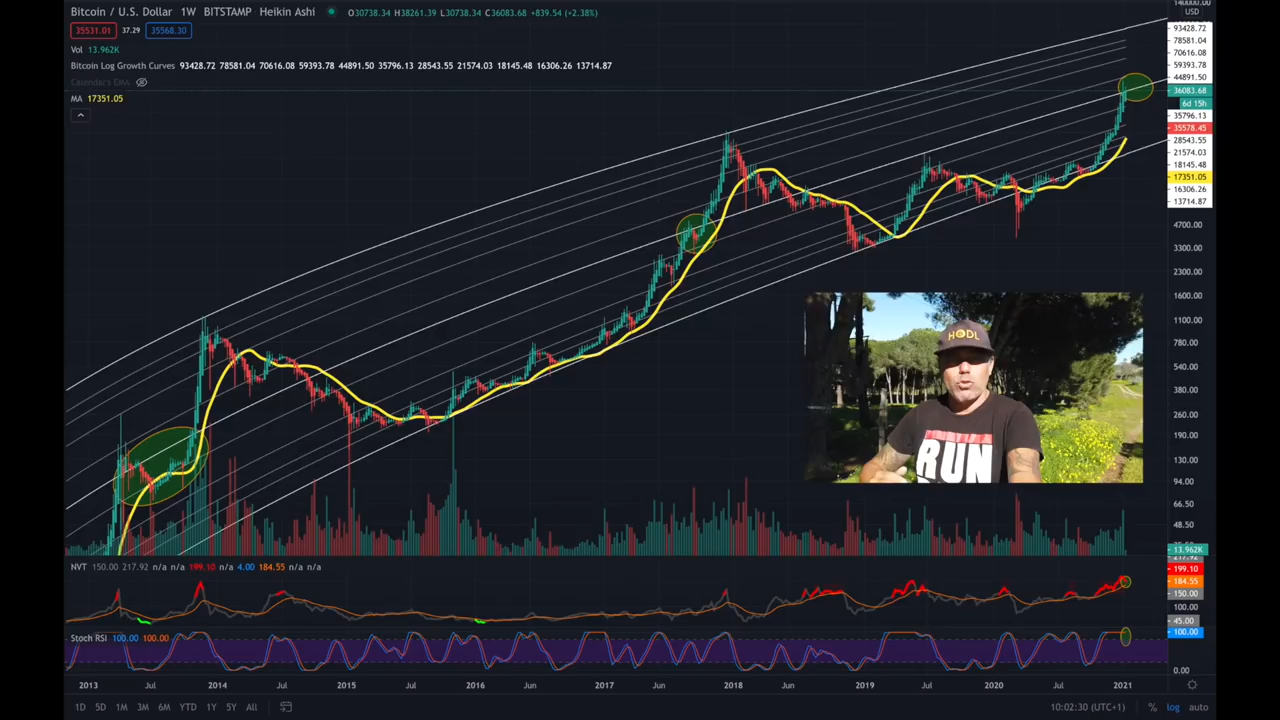 Bitcoin / U.S. Dollar 1W BITSTAMP Heikin Ashi O30738.34 H38261.39 L30738.34 C36083.68 +839.54 (+2.38%)
35531.01 37.29 35568.30
Vol 13.962K
Bitcoin Log Growth Curves 93428.72 78581.04 70616.08 59393.78 44891.50 35796.13 28543.55 21574.03 18145.48 16306.26 13714.87
MA 17351.05
140000.00
USD
93428.72
78581.04
70616.08
59393.78
44891.50
36083.68
6d 15h
35796.13
35578.45
28543.55
21574.03
18145.48
17351.05
16306.26
13714.87
4700.00
3300.00
2300.00
1600.00
1100.00
780.00
540.00
380.00
260.00
190.00
130.00
94.00
66.50
48.50
13.962K
HODL
RUN
NVT 150.00 217.92 n/a n/a 199.10 n/a 4.00 184.55 n/a n/a
217.92
199.10
184.55
150.00
100.00
45.00
Stoch RSI 100.00 100.00
100.00
0.00
2013 Jul 2014 Jul 2015 Jul 2016 Jun 2017 Jun 2018 Jun 2019 Jul 2020 Jul 2021
1D 5D 1M 3M 6M YTD 1Y 5Y All 10:02:30 (UTC+1) % log auto